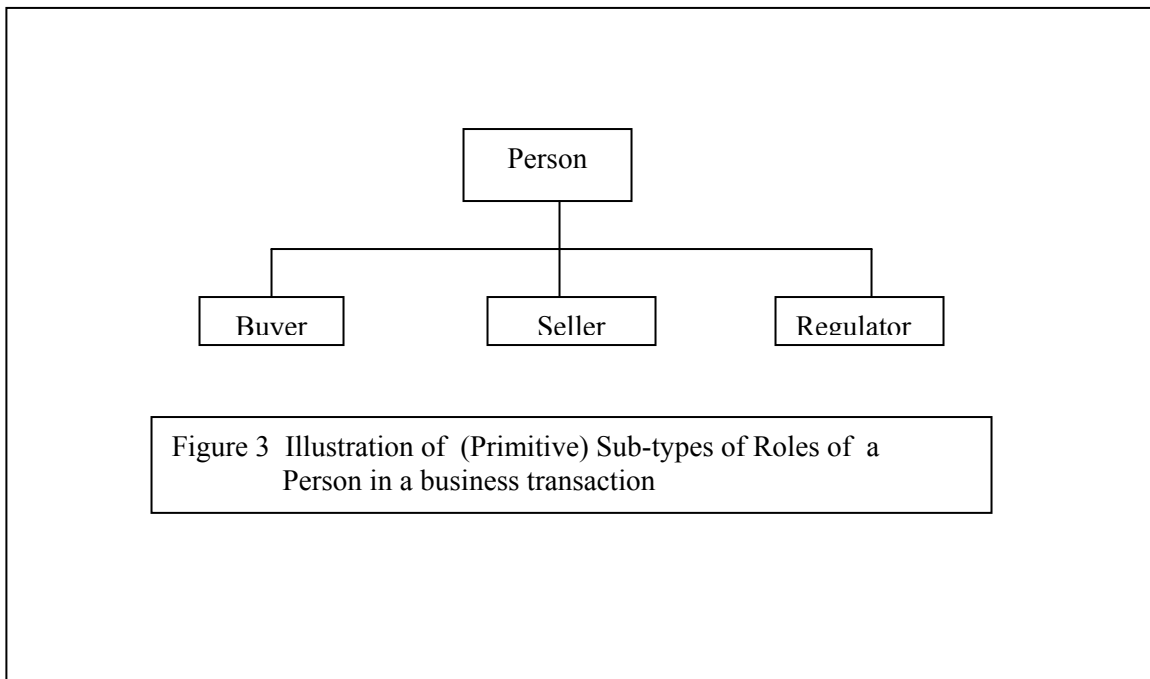 Person
Buyer Seller Regulator
Figure 3 Illustration of (Primitive) Sub-types of Roles of a
Person in a business transaction